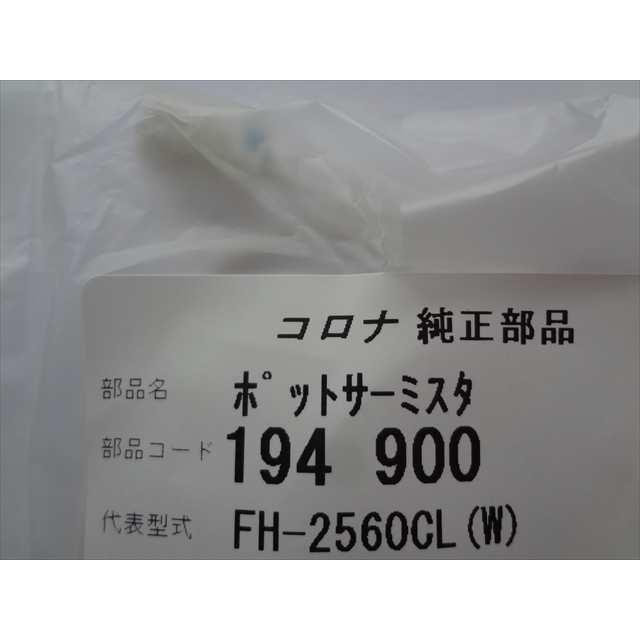 コロナ 純正部品
部品名 ポットサーミスタ
部品コード 194 900
代表型式 FH-2560CL(W)